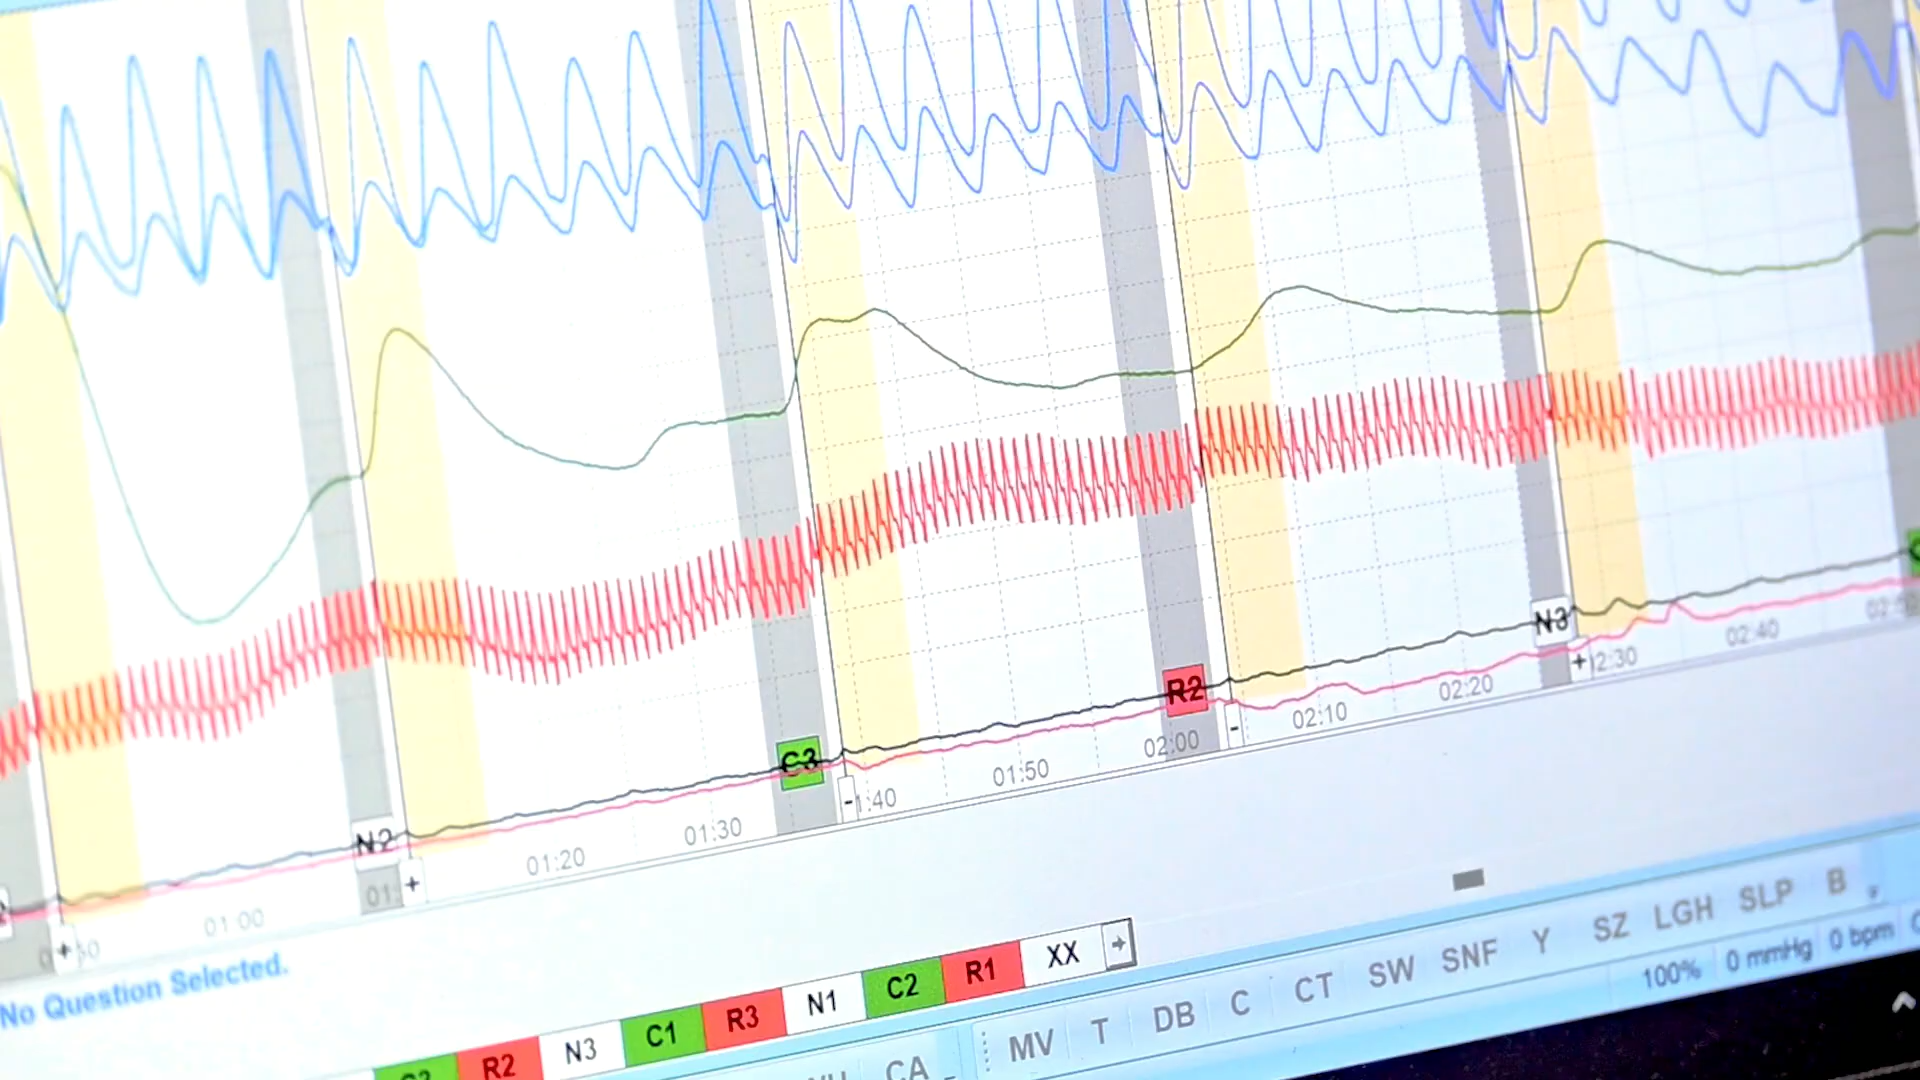 N3
R2
C3
N2
+
02:40
+
2:30
02:20
-
02:10
02:00
01:50
-
1:40
01:30
01:20
+
01:
01:00
+
No Question Selected.
R2 N3 C1 R3 N1 C2 R1 XX →
CA MV T DB C CT SW SNF Y SZ LGH SLP B
100% 0 mmHg 0 bpm